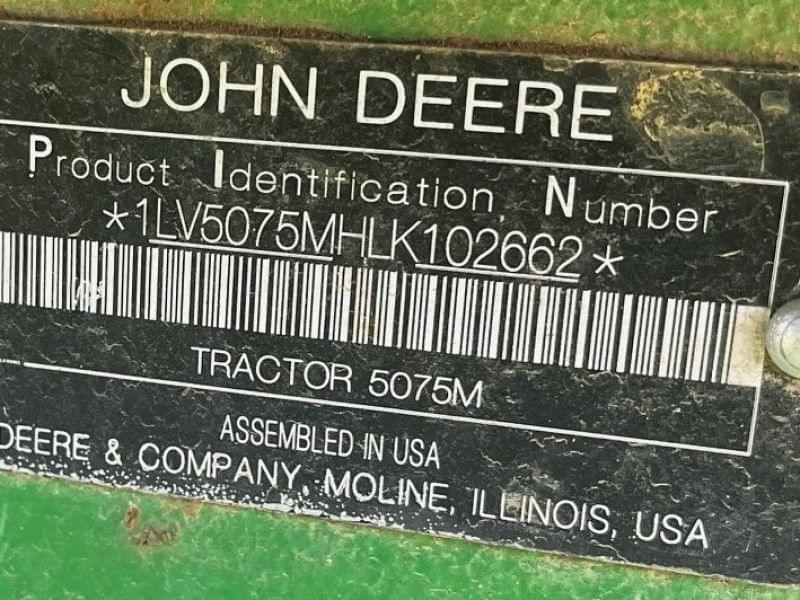 JOHN DEERE
Product Identification Number
*1LV5075MHLK102662*
TRACTOR 5075M
ASSEMBLED IN USA
DEERE & COMPANY, MOLINE, ILLINOIS, USA